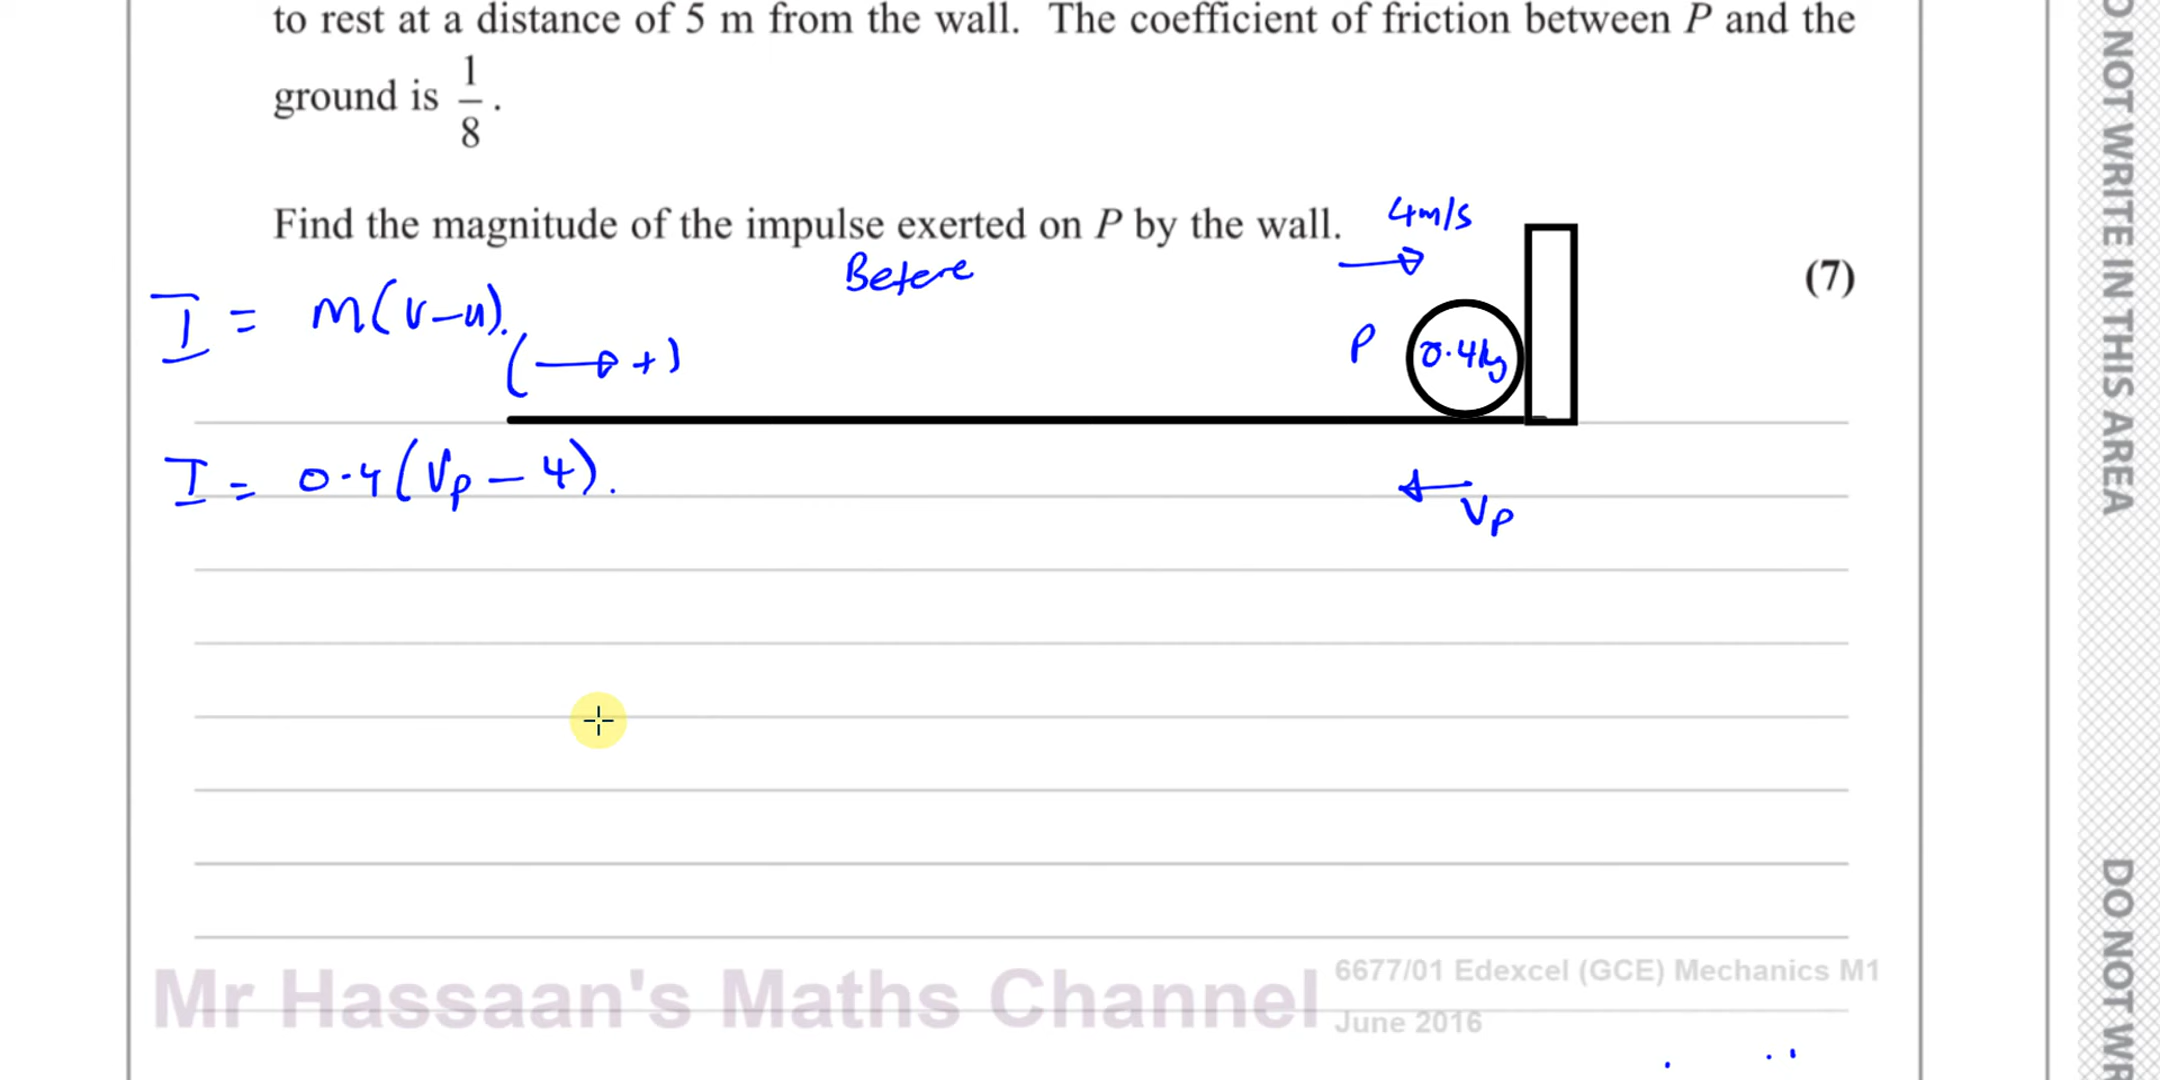 to rest at a distance of 5 m from the wall. The coefficient of friction between P and the
ground is 1/8.
Find the magnitude of the impulse exerted on P by the wall.
(7)
4m/s
Before
I = m(v-u).
(→ +)
P
0.4kg
I = 0.4(Vp - 4).
Vp
Mr Hassaan's Maths Channel
6677/01 Edexcel (GCE) Mechanics M1
June 2016
O NOT WRITE IN THIS AREA
DO NOT WR